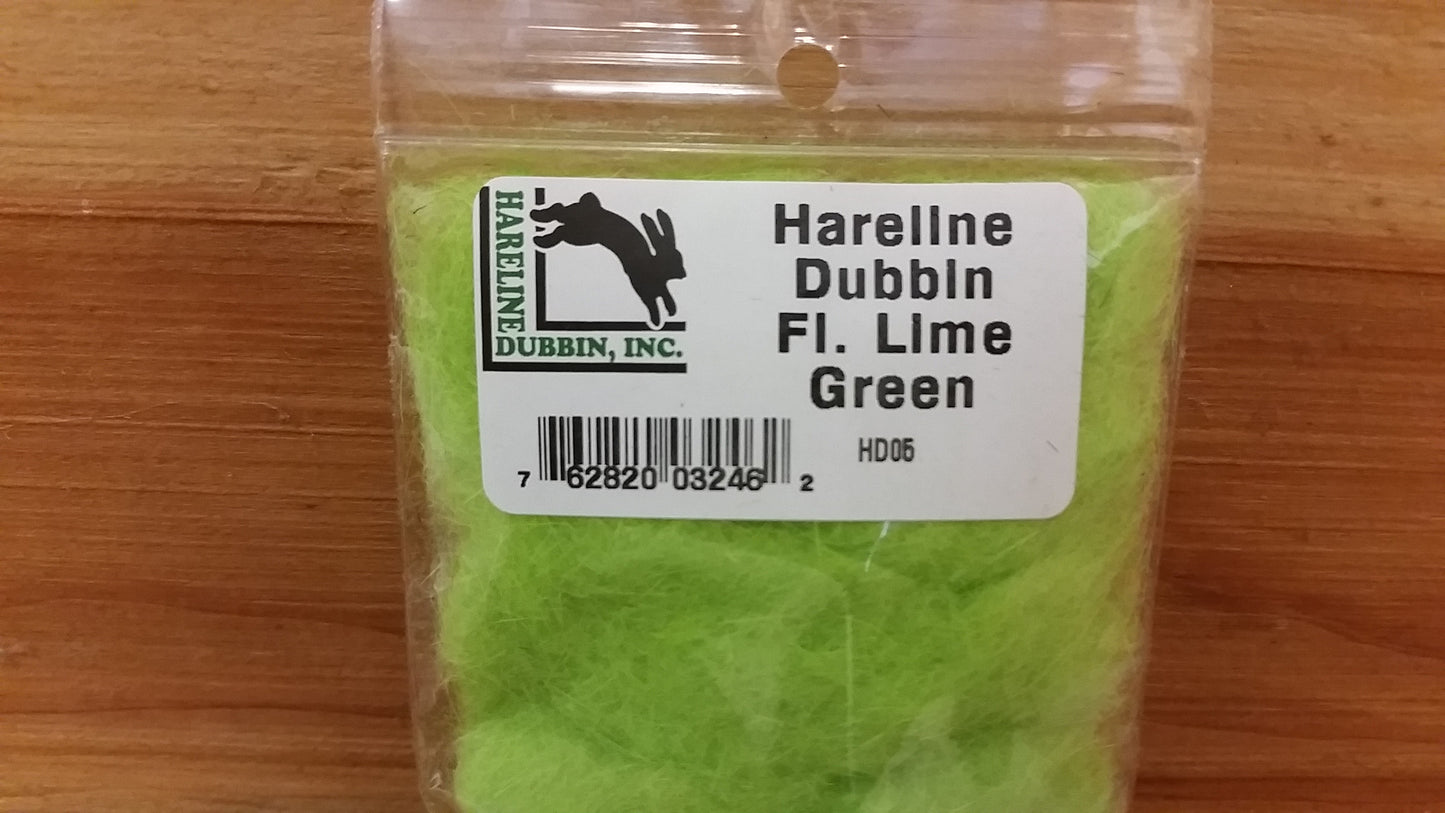 HARELINE
DUBBIN, INC.
Hareline
Dubbin
Fl. Lime
Green
HD05
7 62820 03246 2